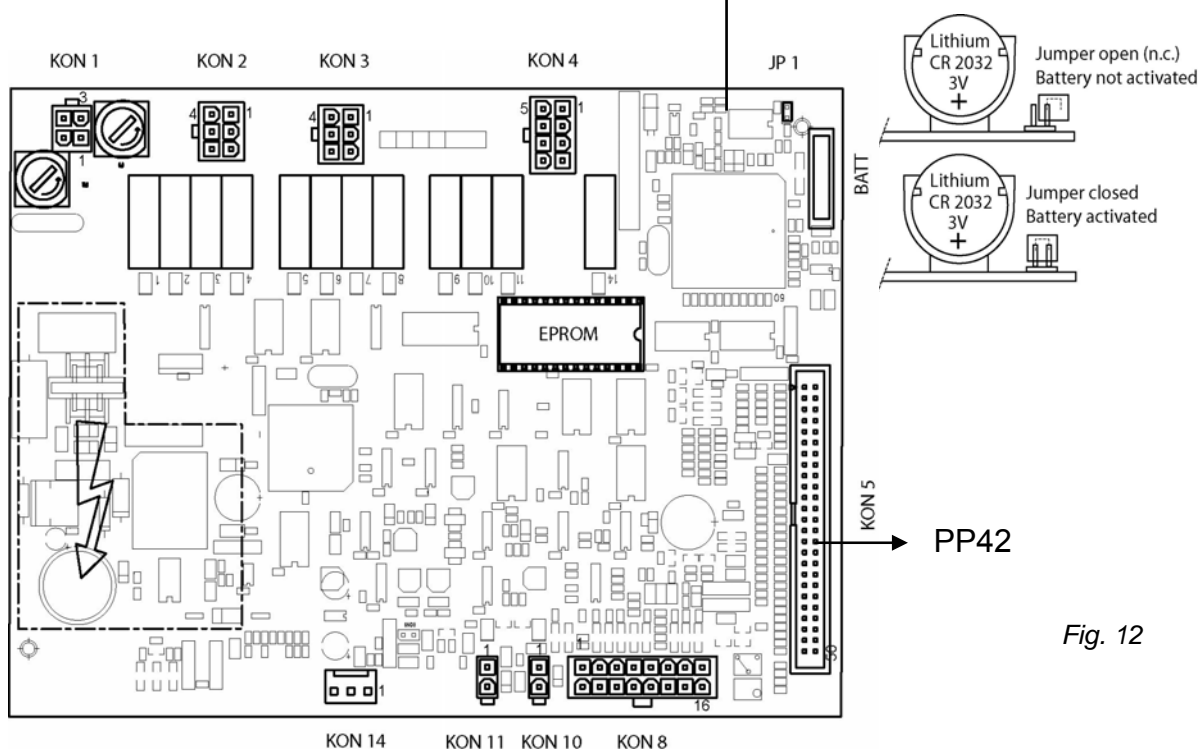 KON 1
KON 2
KON 3
KON 4
JP 1
Lithium
CR 2032
3V
+
Jumper open (n.c.)
Battery not activated
3
1
4
1
4
1
5
1
BATT
Lithium
CR 2032
3V
+
Jumper closed
Battery activated
1
2
3
4
5
6
7
8
9
10
11
14
60
EPROM
KON 5
PP42
50
Fig. 12
1
1
1
1
16
KON 14
KON 11
KON 10
KON 8